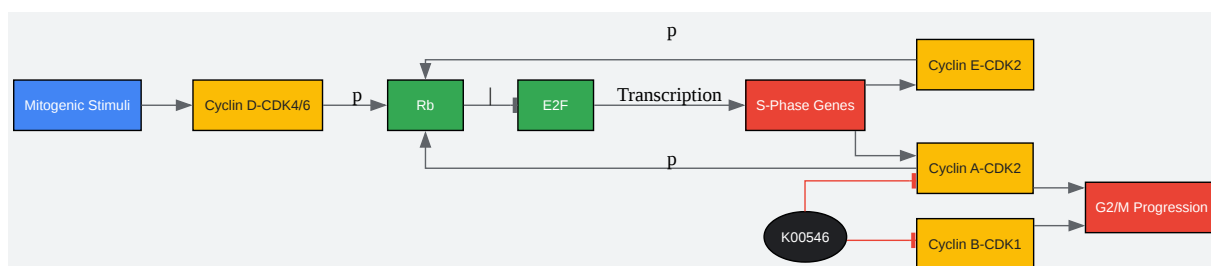 p
Cyclin E-CDK2
Mitogenic Stimuli
Cyclin D-CDK4/6
p
Rb
|
E2F
Transcription
S-Phase Genes
p
Cyclin A-CDK2
G2/M Progression
K00546
Cyclin B-CDK1